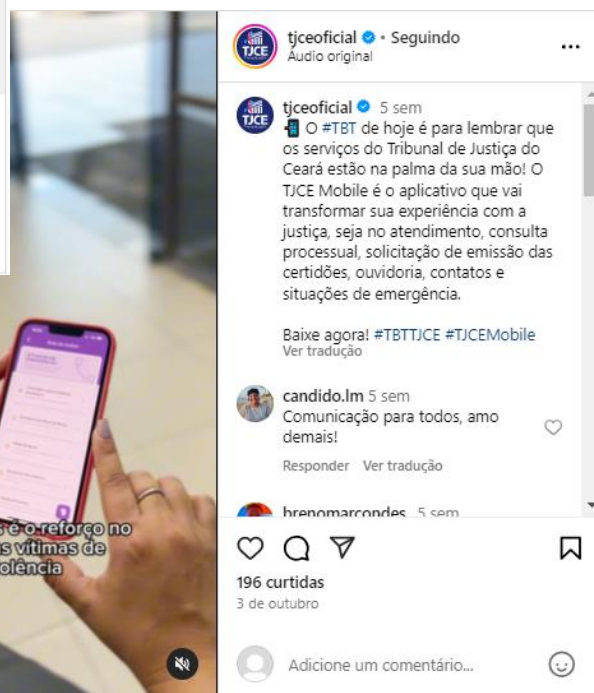 tjceoficial • Seguindo
Áudio original
tjceoficial 5 sem
O #TBT de hoje é para lembrar que
os serviços do Tribunal de Justiça do
Ceará estão na palma da sua mão! O
TJCE Mobile é o aplicativo que vai
transformar sua experiência com a
justiça, seja no atendimento, consulta
processual, solicitação de emissão das
certidões, ouvidoria, contatos e
situações de emergência.
Baixe agora! #TBTTJCE #TJCEMobile
Ver tradução
candido.lm 5 sem
Comunicação para todos, amo
demais!
Responder Ver tradução
brenomarcondes 5 sem
196 curtidas
3 de outubro
Adicione um comentário...
TJCE
TJCE
s é o reforço no
s vítimas de
olência